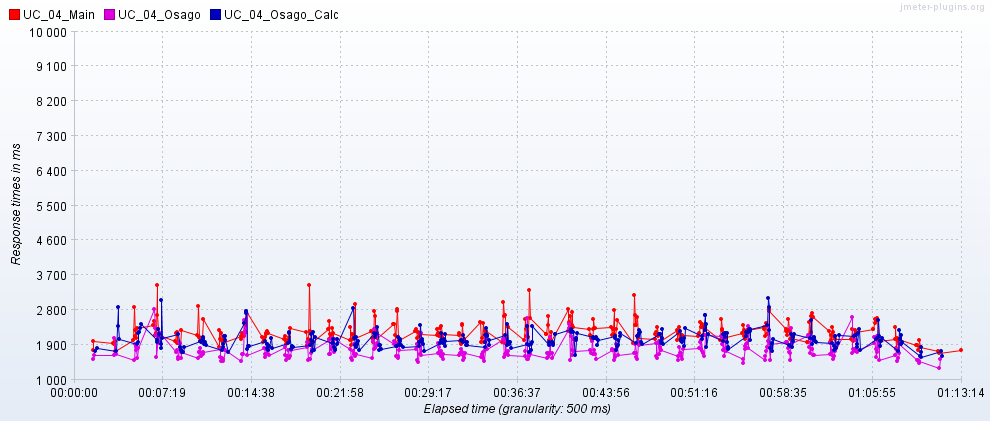 UC_04_Main UC_04_Osago UC_04_Osago_Calc
jmeter-plugins.org
10 000
9 100
8 200
7 300
6 400
5 500
4 600
3 700
2 800
1 900
1 000
Response times in ms
00:00:00 00:07:19 00:14:38 00:21:58 00:29:17 00:36:37 00:43:56 00:51:16 00:58:35 01:05:55 01:13:14
Elapsed time (granularity: 500 ms)